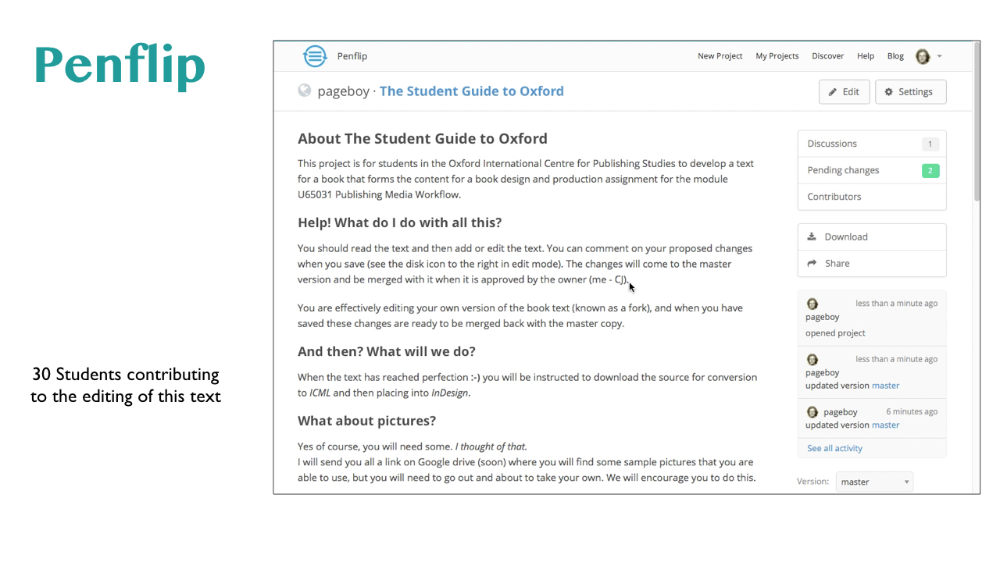 Penflip
30 Students contributing
to the editing of this text
Penflip
New Project My Projects Discover Help Blog
pageboy · The Student Guide to Oxford
Edit Settings
About The Student Guide to Oxford
This project is for students in the Oxford International Centre for Publishing Studies to develop a text
for a book that forms the content for a book design and production assignment for the module
U65031 Publishing Media Workflow.
Help! What do I do with all this?
You should read the text and then add or edit the text. You can comment on your proposed changes
when you save (see the disk icon to the right in edit mode). The changes will come to the master
version and be merged with it when it is approved by the owner (me - CJ).
You are effectively editing your own version of the book text (known as a fork), and when you have
saved these changes are ready to be merged back with the master copy.
And then? What will we do?
When the text has reached perfection :-) you will be instructed to download the source for conversion
to ICML and then placing into InDesign.
What about pictures?
Yes of course, you will need some. I thought of that.
I will send you all a link on Google drive (soon) where you will find some sample pictures that you are
able to use, but you will need to go out and about to take your own. We will encourage you to do this.
Discussions 1
Pending changes 2
Contributors
Download
Share
less than a minute ago
pageboy
opened project
less than a minute ago
pageboy
updated version master
pageboy 6 minutes ago
updated version master
See all activity
Version: master